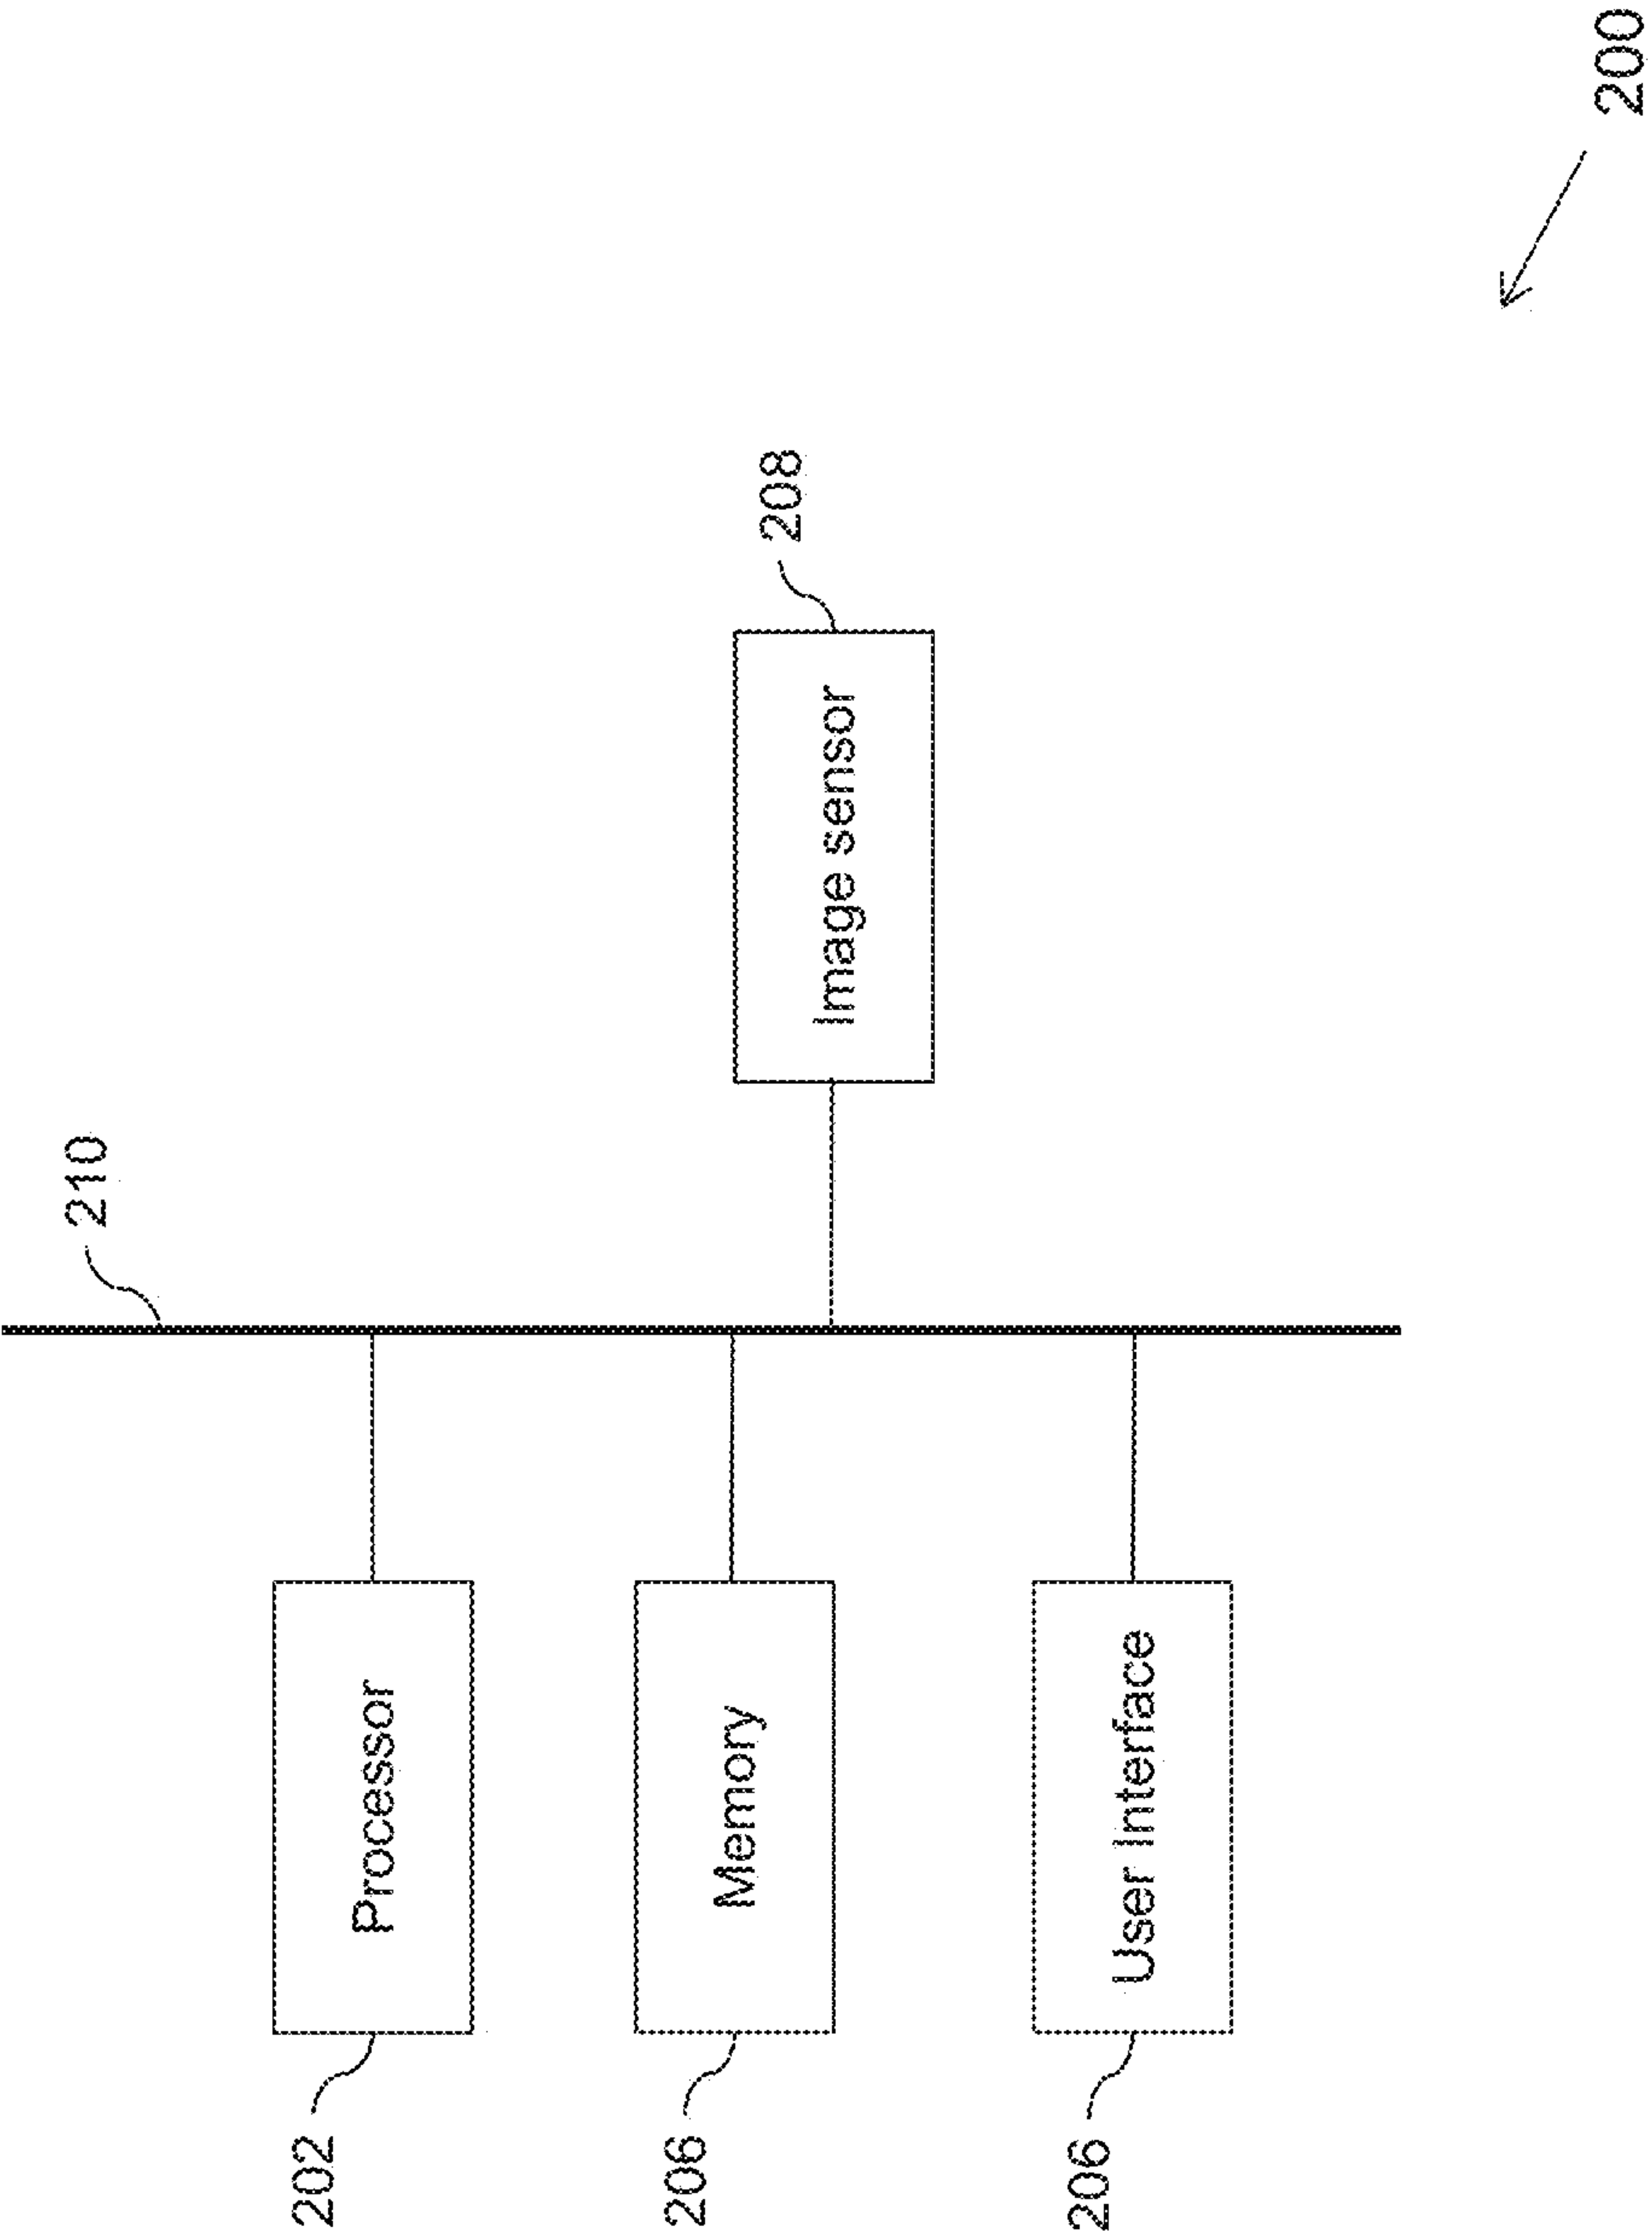 210
202
Processor
206
Memory
208
Image sensor
206
User Interface
200